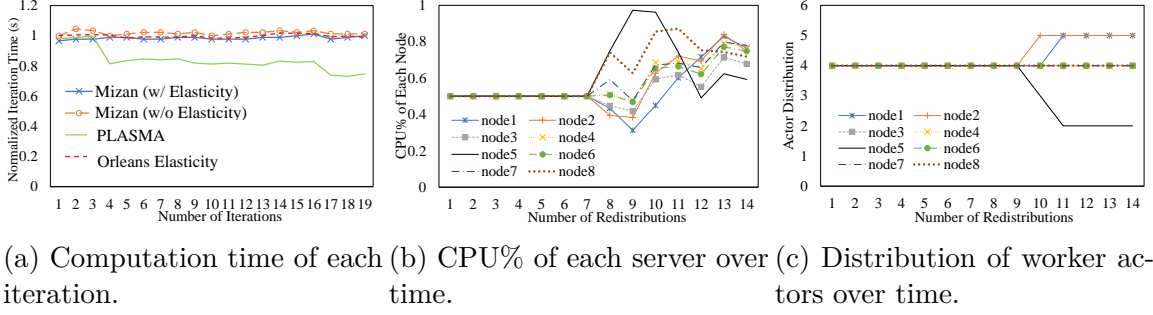 1.2
1
0.8
0.6
0.4
0.2
0
Normalized Iteration Time (s)
Mizan (w/ Elasticity)
Mizan (w/o Elasticity)
PLASMA
Orleans Elasticity
1 2 3 4 5 6 7 8 9 10 11 12 13 14 15 16 17 18 19
Number of Iterations
1
0.8
0.6
0.4
0.2
0
CPU% of Each Node
node1 node2
node3 node4
node5 node6
node7 node8
1 2 3 4 5 6 7 8 9 10 11 12 13 14
Number of Redistributions
6
5
4
3
2
1
0
Actor Distribution
node1 node2
node3 node4
node5 node6
node7 node8
1 2 3 4 5 6 7 8 9 10 11 12 13 14
Number of Redistributions
(a) Computation time of each
iteration.
(b) CPU% of each server over
time.
(c) Distribution of worker ac-
tors over time.